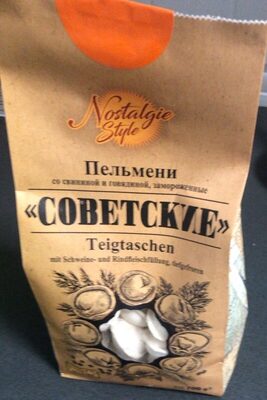 Nostalgie
Style
Пельмени
со свининой и говядиной, замороженные
«СОВЕТСКИЕ»
Teigtaschen
mit Schweine- und Rindfleischfüllung, tiefgefroren